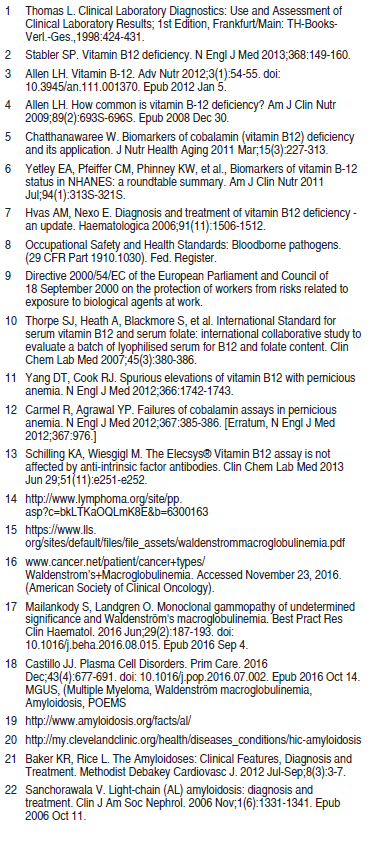 1 Thomas L. Clinical Laboratory Diagnostics: Use and Assessment of
Clinical Laboratory Results; 1st Edition, Frankfurt/Main: TH-Books-
Verl.-Ges.,1998:424-431.
2 Stabler SP. Vitamin B12 deficiency. N Engl J Med 2013;368:149-160.
3 Allen LH. Vitamin B-12. Adv Nutr 2012;3(1):54-55. doi:
10.3945/an.111.001370. Epub 2012 Jan 5.
4 Allen LH. How common is vitamin B-12 deficiency? Am J Clin Nutr
2009;89(2):693S-696S. Epub 2008 Dec 30.
5 Chatthanawaree W. Biomarkers of cobalamin (vitamin B12) deficiency
and its application. J Nutr Health Aging 2011 Mar;15(3):227-313.
6 Yetley EA, Pfeiffer CM, Phinney KW, et al., Biomarkers of vitamin B-12
status in NHANES: a roundtable summary. Am J Clin Nutr 2011
Jul;94(1):313S-321S.
7 Hvas AM, Nexo E. Diagnosis and treatment of vitamin B12 deficiency -
an update. Haematologica 2006;91(11):1506-1512.
8 Occupational Safety and Health Standards: Bloodborne pathogens.
(29 CFR Part 1910.1030). Fed. Register.
9 Directive 2000/54/EC of the European Parliament and Council of
18 September 2000 on the protection of workers from risks related to
exposure to biological agents at work.
10 Thorpe SJ, Heath A, Blackmore S, et al. International Standard for
serum vitamin B12 and serum folate: international collaborative study to
evaluate a batch of lyophilised serum for B12 and folate content. Clin
Chem Lab Med 2007;45(3):380-386.
11 Yang DT, Cook RJ. Spurious elevations of vitamin B12 with pernicious
anemia. N Engl J Med 2012;366:1742-1743.
12 Carmel R, Agrawal YP. Failures of cobalamin assays in pernicious
anemia. N Engl J Med 2012;367:385-386. [Erratum, N Engl J Med
2012;367:976.]
13 Schilling KA, Wiesgigl M. The Elecsys® Vitamin B12 assay is not
affected by anti-intrinsic factor antibodies. Clin Chem Lab Med 2013
Jun 29;51(11):e251-e252.
14 http://www.lymphoma.org/site/pp.
asp?c=bkLTKaOQLmK8E&b=6300163
15 https://www.lls.
org/sites/default/files/file_assets/waldenstrommacroglobulinemia.pdf
16 www.cancer.net/patient/cancer+types/
Waldenstrom's+Macroglobulinemia. Accessed November 23, 2016.
(American Society of Clinical Oncology).
17 Mailankody S, Landgren O. Monoclonal gammopathy of undetermined
significance and Waldenström's macroglobulinemia. Best Pract Res
Clin Haematol. 2016 Jun;29(2):187-193. doi:
10.1016/j.beha.2016.08.015. Epub 2016 Sep 4.
18 Castillo JJ. Plasma Cell Disorders. Prim Care. 2016
Dec;43(4):677-691. doi: 10.1016/j.pop.2016.07.002. Epub 2016 Oct 14.
MGUS, (Multiple Myeloma, Waldenström macroglobulinemia,
Amyloidosis, POEMS
19 http://www.amyloidosis.org/facts/al/
20 http://my.clevelandclinic.org/health/diseases_conditions/hic-amyloidosis
21 Baker KR, Rice L. The Amyloidoses: Clinical Features, Diagnosis and
Treatment. Methodist Debakey Cardiovasc J. 2012 Jul-Sep;8(3):3-7.
22 Sanchorawala V. Light-chain (AL) amyloidosis: diagnosis and
treatment. Clin J Am Soc Nephrol. 2006 Nov;1(6):1331-1341. Epub
2006 Oct 11.